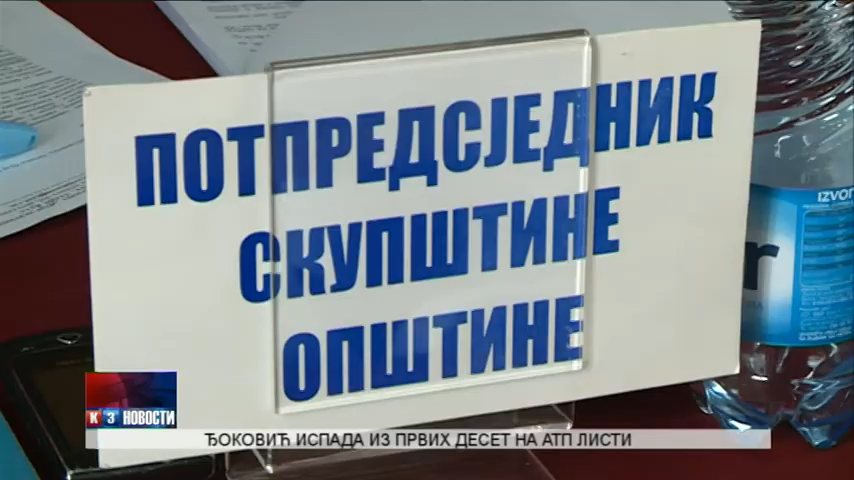 ПОТПРЕДСЈЕДНИК
СКУПШТИНЕ
ОПШТИНЕ
IZVOR
К3 НОВОСТИ
ЂОКОВИЋ ИСПАДА ИЗ ПРВИХ ДЕСЕТ НА АТП ЛИСТИ